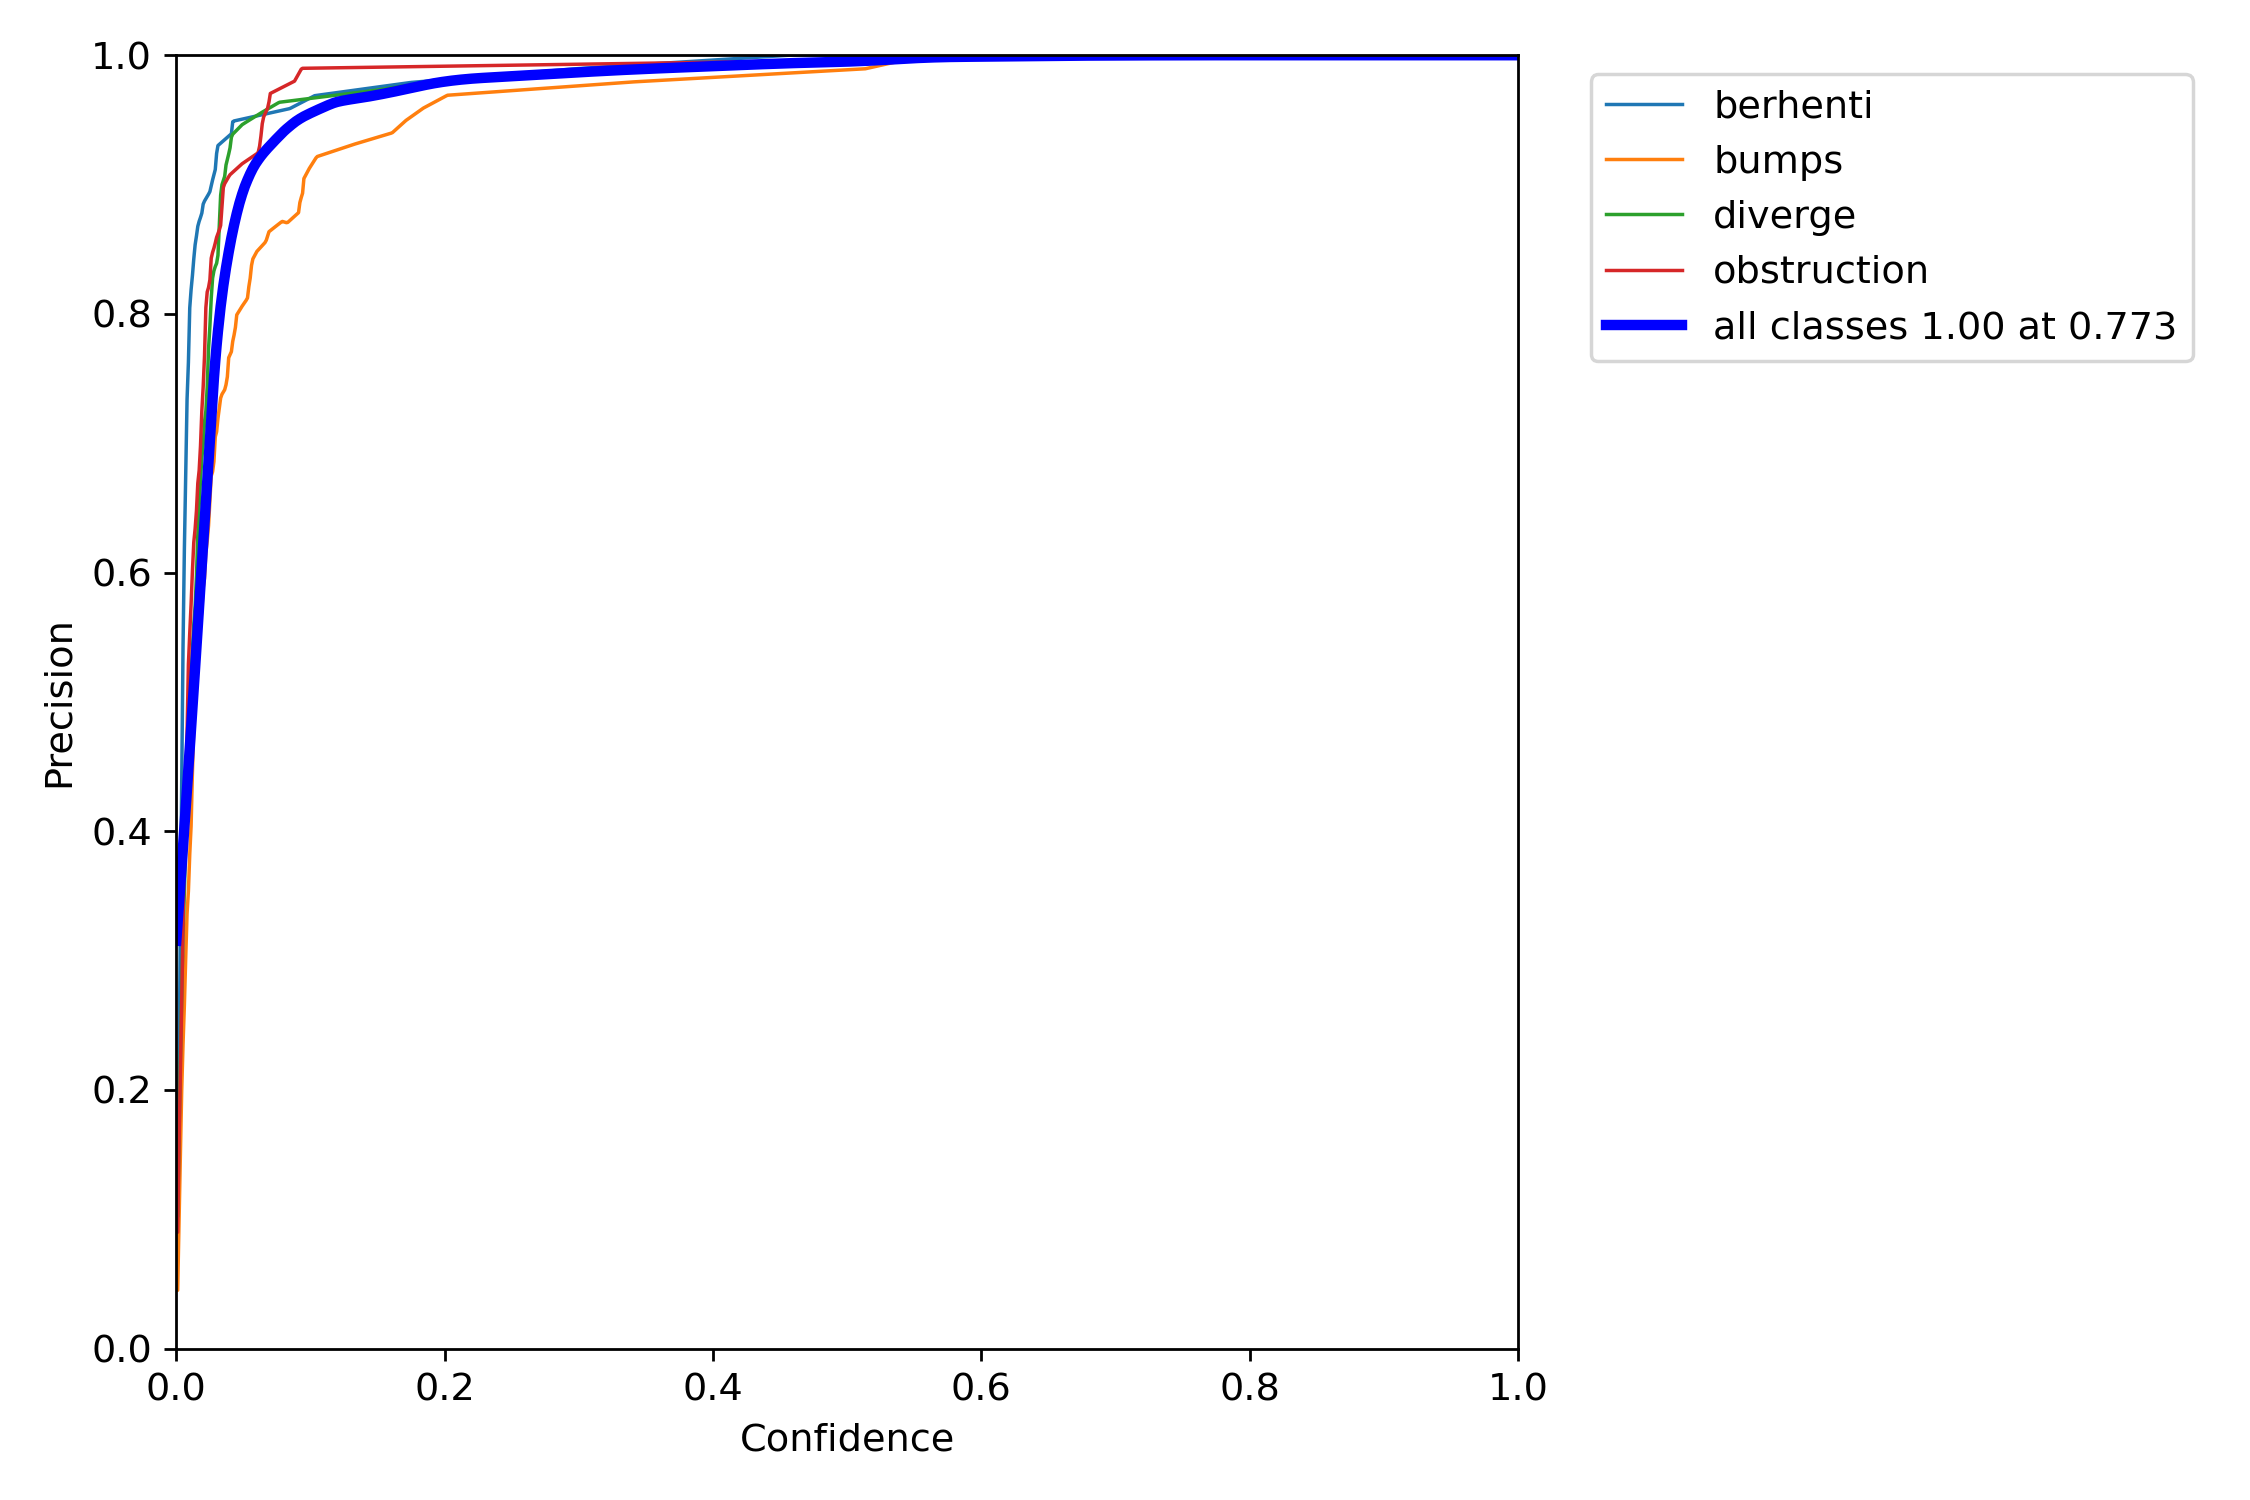 1.0
0.8
0.6
0.4
0.2
0.0
Precision
0.0 0.2 0.4 0.6 0.8 1.0
Confidence
berhenti
bumps
diverge
obstruction
all classes 1.00 at 0.773